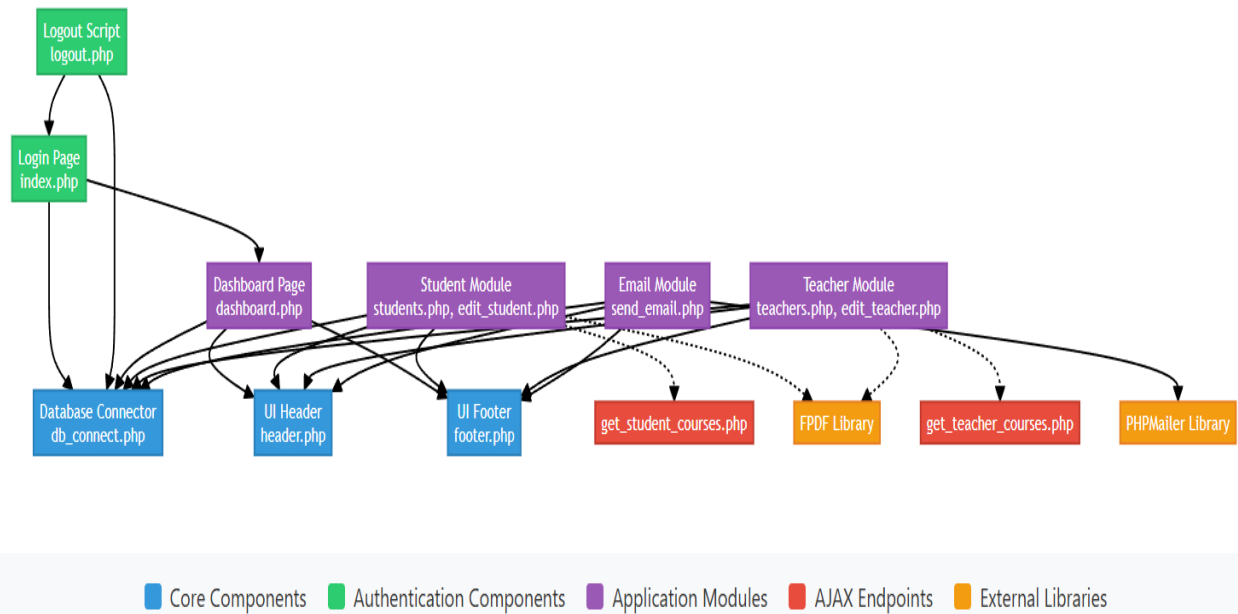 Logout Script
logout.php
Login Page
index.php
Dashboard Page
dashboard.php
Student Module
students.php, edit_student.php
Email Module
send_email.php
Teacher Module
teachers.php, edit_teacher.php
Database Connector
db_connect.php
UI Header
header.php
UI Footer
footer.php
get_student_courses.php
FPDF Library
get_teacher_courses.php
PHPMailer Library
Core Components
Authentication Components
Application Modules
AJAX Endpoints
External Libraries